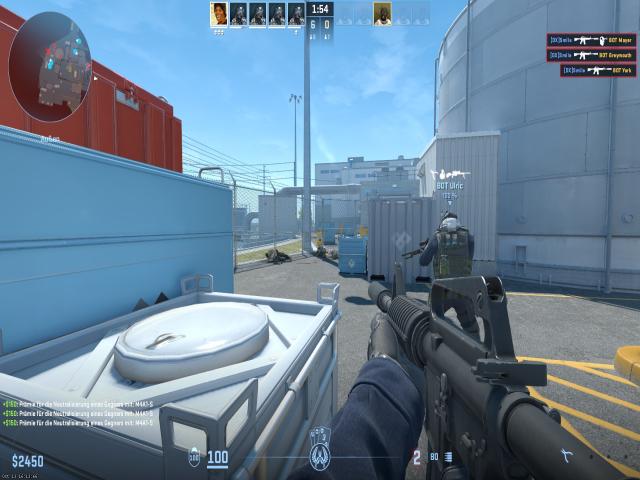 1:54
6 0
[DX]Smile BOT Mayer
[DX]Smile BOT Greymouth
[DX]Smile BOT York
BOT Ulric
+$150: Prämie für die Neutralisierung eines Gegners mit: M4A1-S
+$150: Prämie für die Neutralisierung eines Gegners mit: M4A1-S
+$150: Prämie für die Neutralisierung eines Gegners mit: M4A1-S
$2450
100 100
2 80